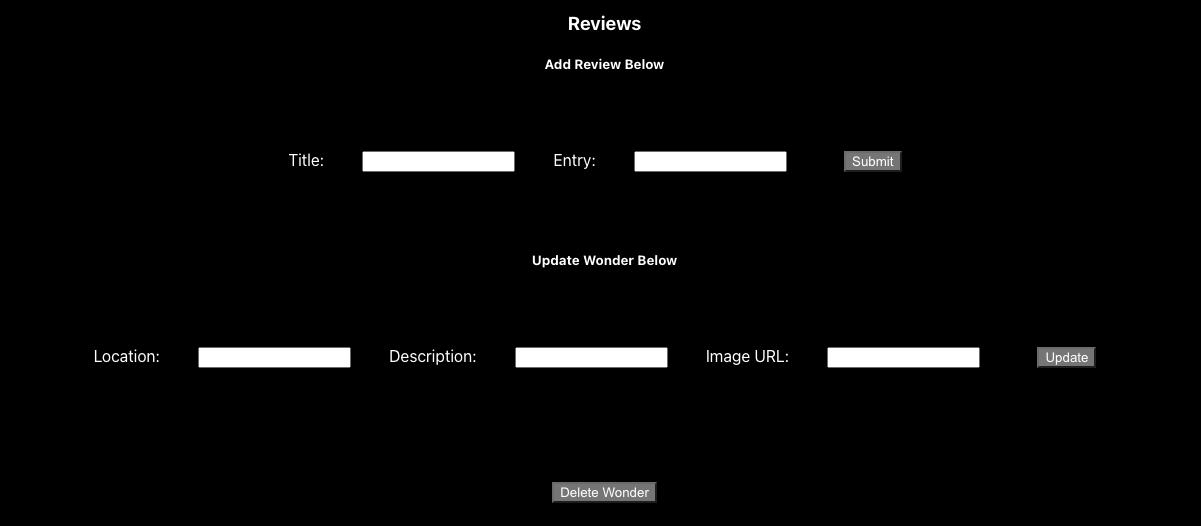 Reviews
Add Review Below
Title: Entry: Submit
Update Wonder Below
Location: Description: Image URL: Update
Delete Wonder